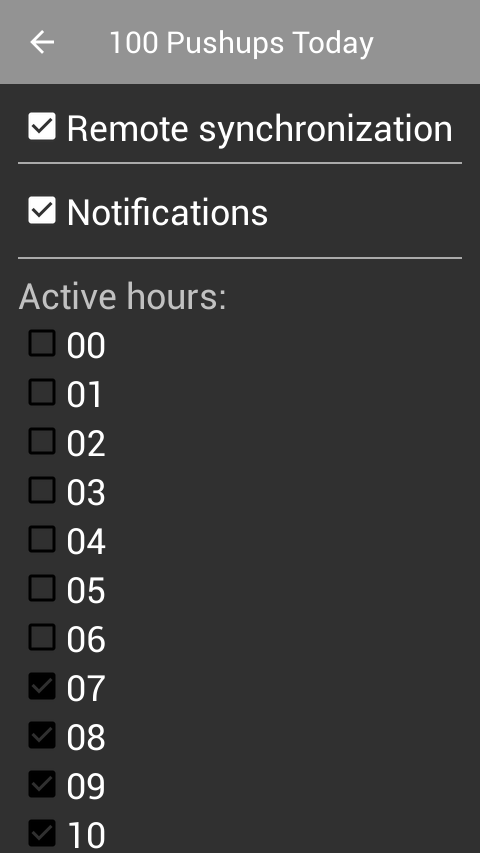 100 Pushups Today
Remote synchronization
Notifications
Active hours:
00
01
02
03
04
05
06
07
08
09
10